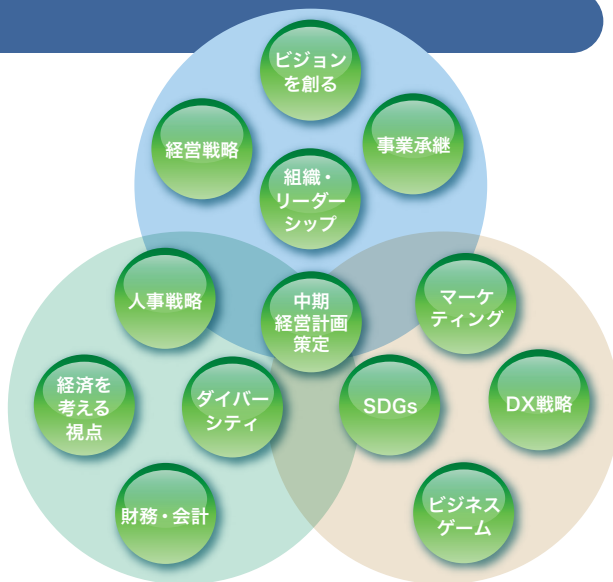 ビジョン
を創る
経営戦略
事業承継
組織・
リーダー
シップ
人事戦略
中期
経営計画
策定
マーケ
ティング
経済を
考える
視点
ダイバー
シティ
SDGs
DX戦略
財務・会計
ビジネス
ゲーム